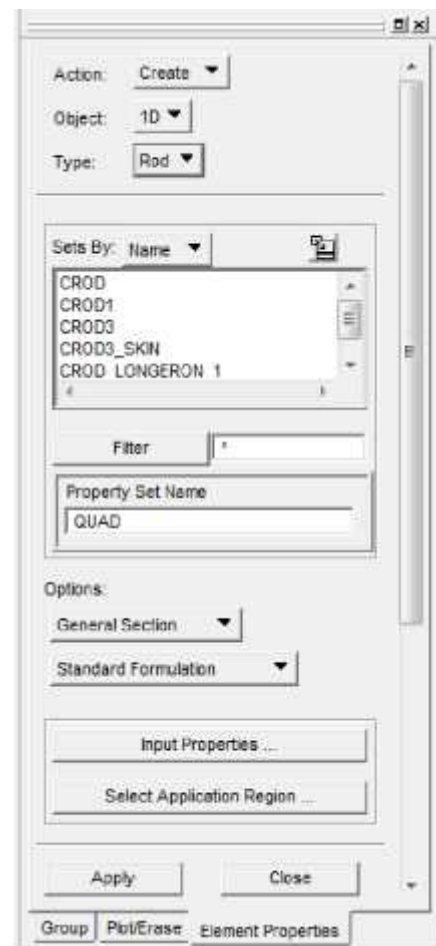 Action: Create
Object: 1D
Type: Rod
Sets By: Name
CROD
CROD1
CROD3
CROD3_SKIN
CROD_LONGERON_1
Filter *
Property Set Name
QUAD
Options:
General Section
Standard Formulation
Input Properties ...
Select Application Region ...
Apply Close
Group Plot/Erase Element Properties